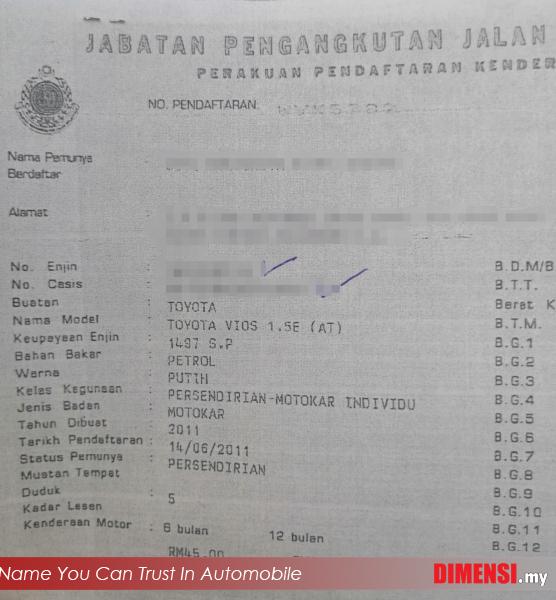 JABATAN PENGANGKUTAN JALAN
PERAKUAN PENDAFTARAN KENDER
NO. PENDAFTARAN:
Nama Pemunya
Berdaftar :
Alamat :
No. Enjin : B.D.M/B
No. Casis : B.T.T.
Buatan : TOYOTA Berat K
Nama Model : TOYOTA VIOS 1.5E (AT) B.T.M.
Keupayaan Enjin : 1497 S.P B.G.1
Bahan Bakar : PETROL B.G.2
Warna : PUTIH B.G.3
Kelas Kegunaan : PERSENDIRIAN-MOTOKAR INDIVIDU B.G.4
Jenis Badan : MOTOKAR B.G.5
Tahun Dibuat : 2011 B.G.6
Tarikh Pendaftaran : 14/06/2011 B.G.7
Status Pemunya : PERSENDIRIAN B.G.8
Muatan Tempat
Duduk : 5 B.G.9
Kadar Lesen B.G.10
Kenderaan Motor : 6 bulan 12 bulan B.G.11
RM45.00 B.G.12
Name You Can Trust In Automobile
DIMENSI.my